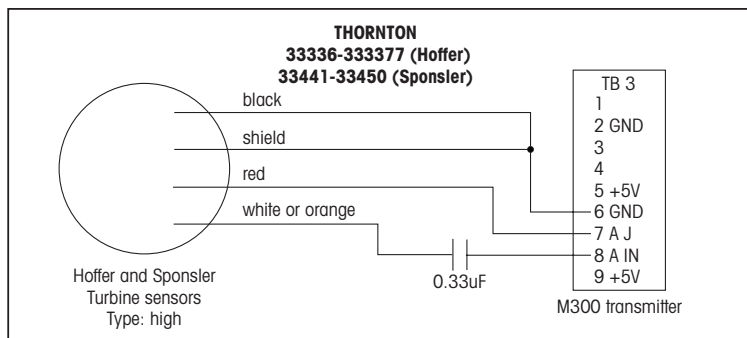 THORNTON
33336-333377 (Hoffer)
33441-33450 (Sponsler)
black
shield
red
white or orange
0.33uF
Hoffer and Sponsler
Turbine sensors
Type: high
TB 3
1
2 GND
3
4
5 +5V
6 GND
7 A J
8 A IN
9 +5V
M300 transmitter